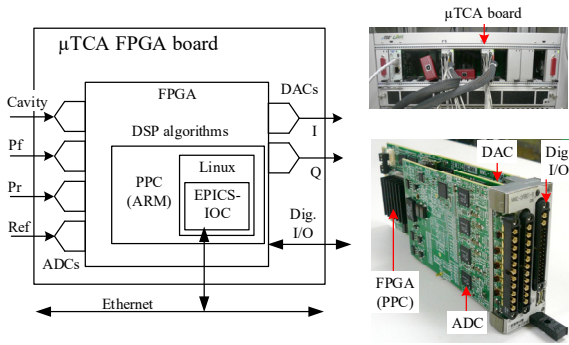 µTCA FPGA board
FPGA
DACs
Cavity
I
DSP algorithms
Pf
Q
PPC
(ARM)
Linux
EPICS-
IOC
Pr
Ref
ADCs
Dig.
I/O
Ethernet
µTCA board
DAC
Dig.
I/O
FPGA
(PPC)
ADC